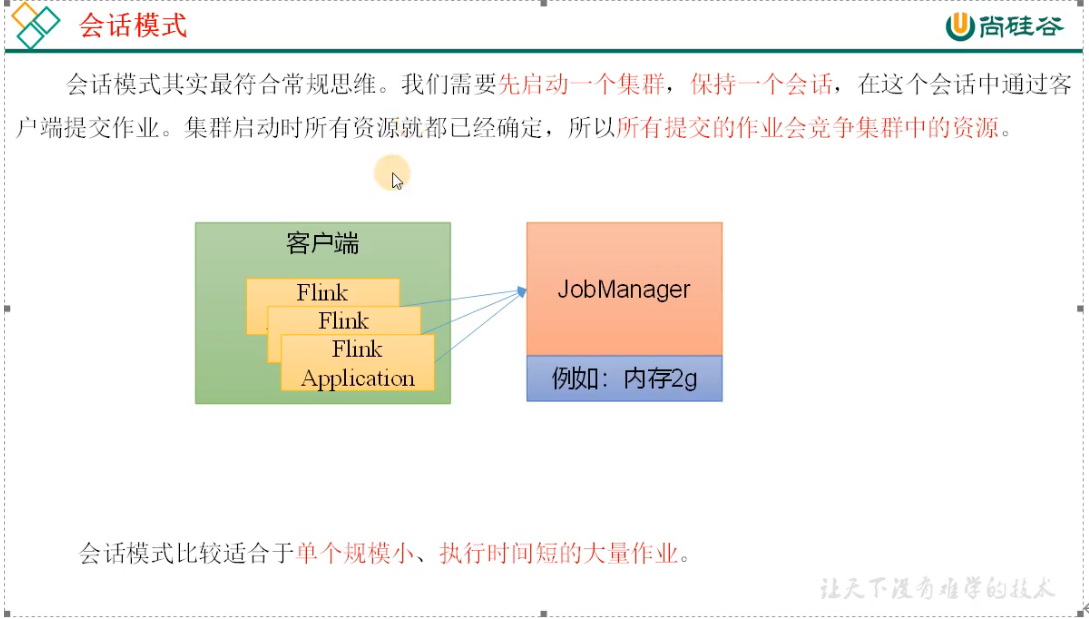 会话模式
尚硅谷
会话模式其实最符合常规思维。我们需要先启动一个集群，保持一个会话，在这个会话中通过客
户端提交作业。集群启动时所有资源就都已经确定，所以所有提交的作业会竞争集群中的资源。
客户端
Flink
Flink
Flink
Application
JobManager
例如：内存2g
会话模式比较适合于单个规模小、执行时间短的大量作业。
让天下没有难学的技术